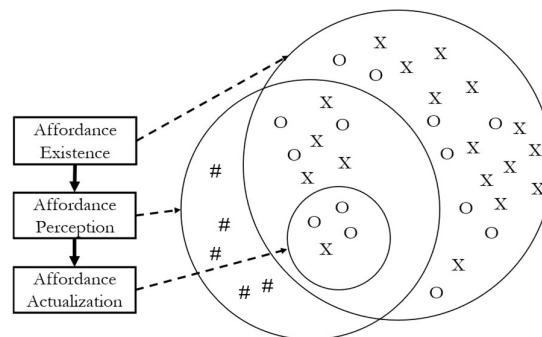 Affordance
Existence
Affordance
Perception
Affordance
Actualization
X
O
X
X
O
X
X
X
X
O
X
O
O
O
X
X
O
X
O
X
X
#
X
X
X
O
O
X
O
#
O
O
#
X
X
#
#
O